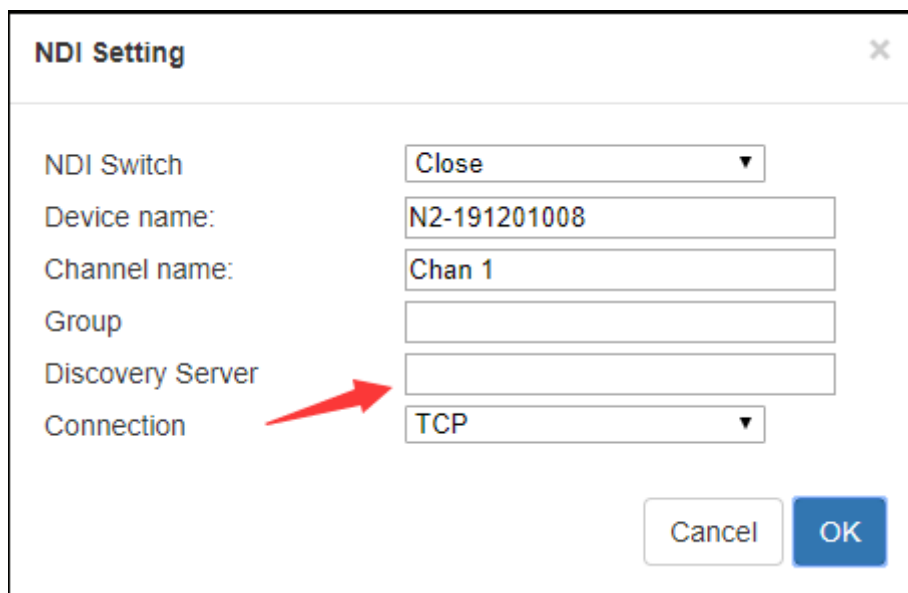 NDI Setting ×
NDI Switch Close
Device name: N2-191201008
Channel name: Chan 1
Group
Discovery Server
Connection TCP
Cancel OK